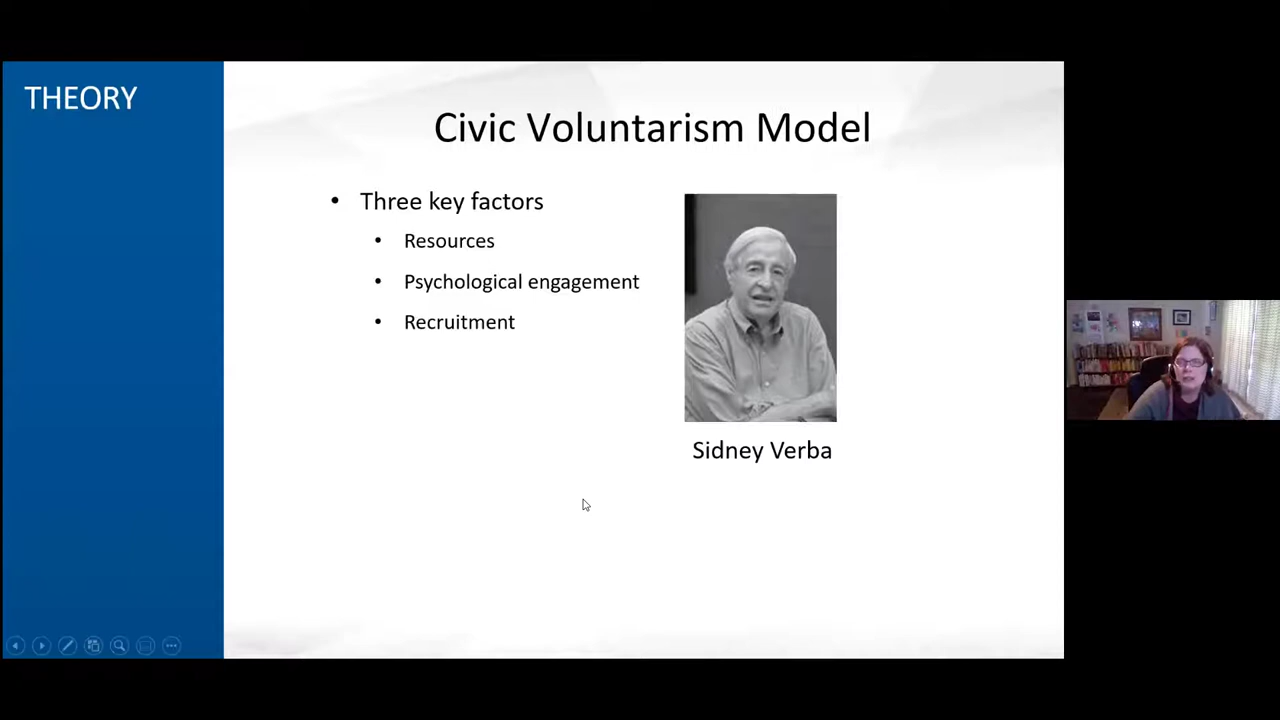 THEORY
Civic Voluntarism Model
• Three key factors
• Resources
• Psychological engagement
• Recruitment
Sidney Verba